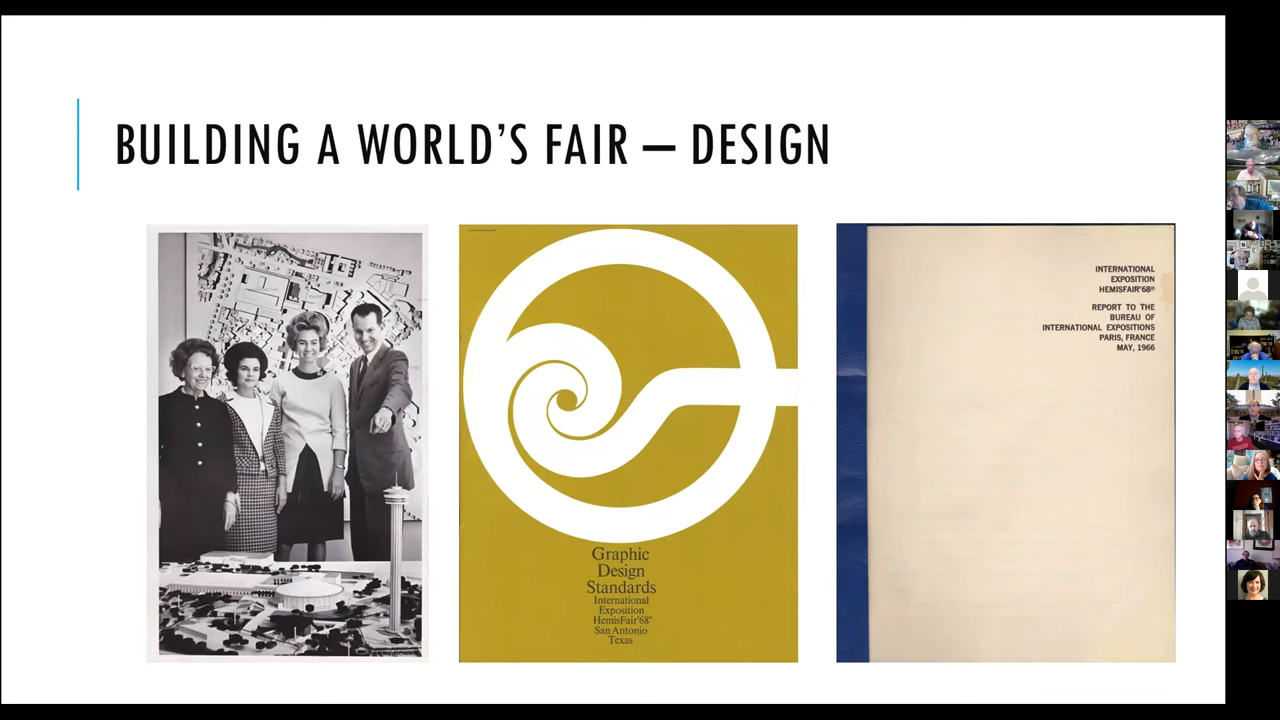 BUILDING A WORLD'S FAIR — DESIGN
Graphic
Design
Standards
International
Exposition
HemisFair'68®
San Antonio
Texas
INTERNATIONAL
EXPOSITION
HEMISFAIR'68®
REPORT TO THE
BUREAU OF
INTERNATIONAL EXPOSITIONS
PARIS, FRANCE
MAY, 1966